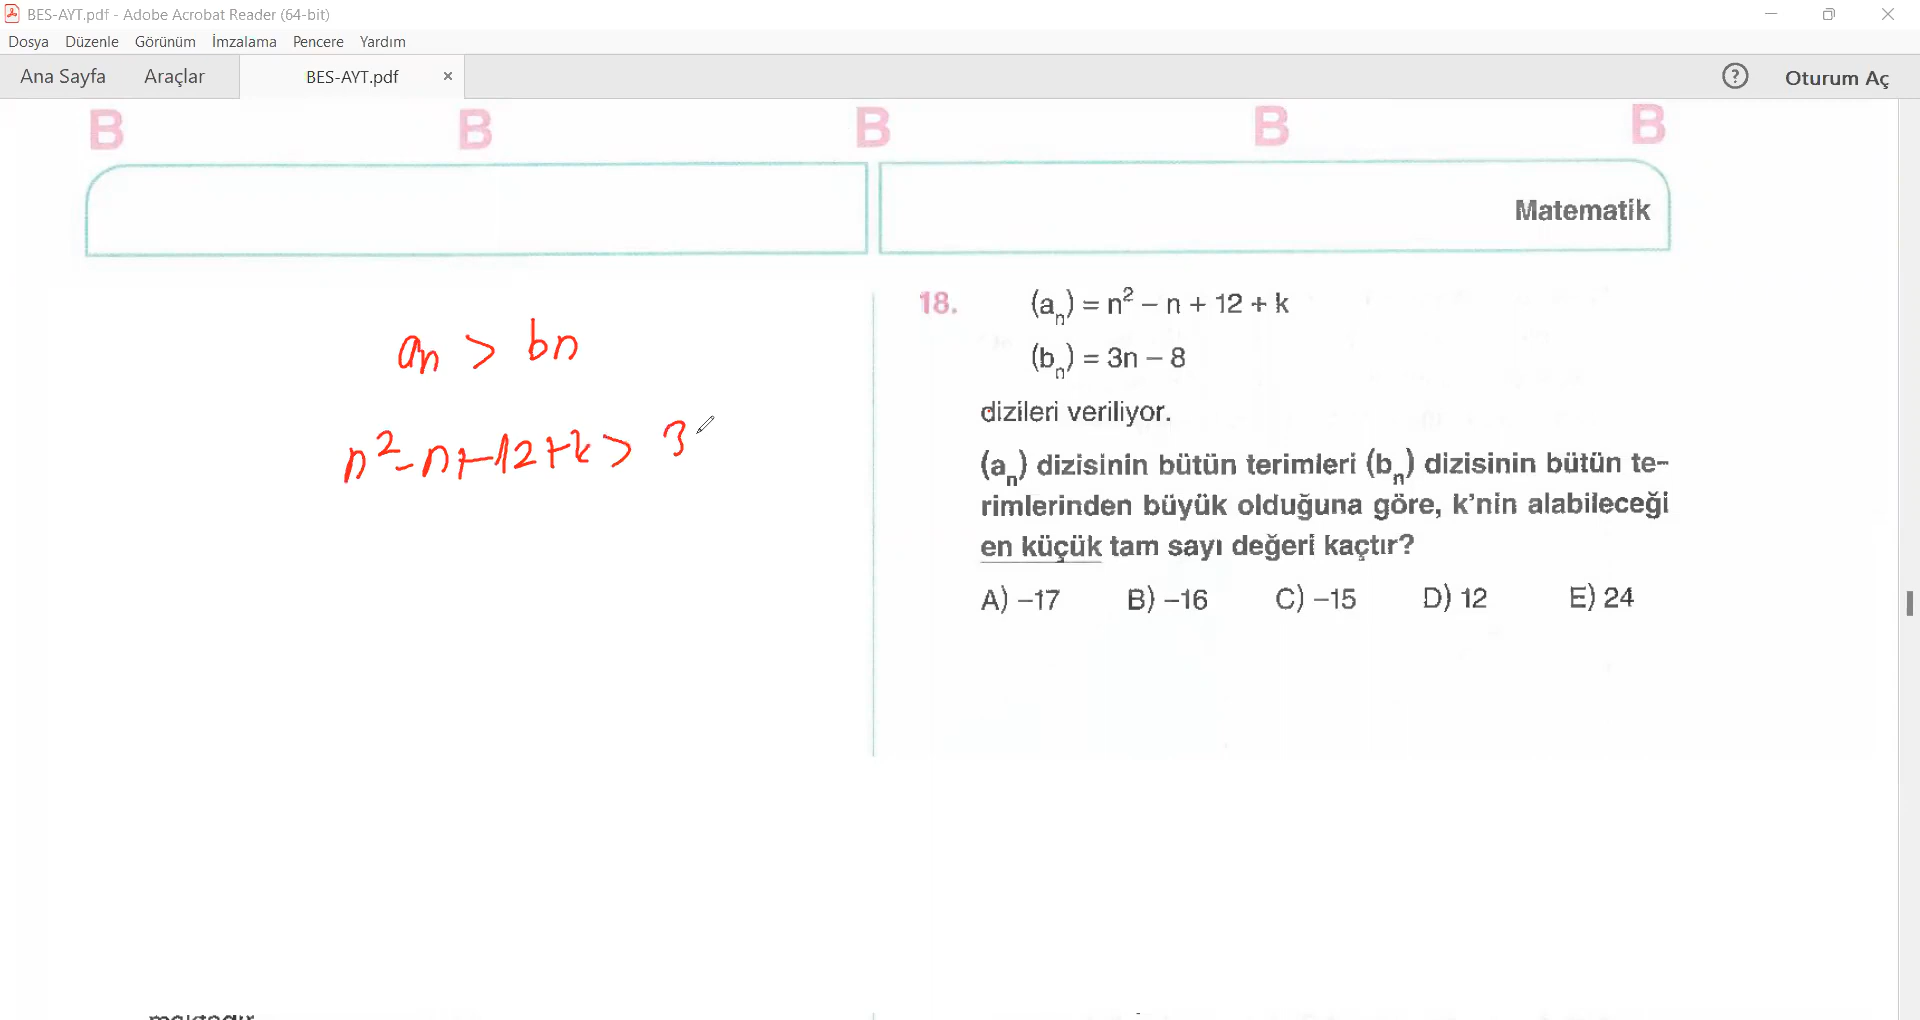 BES-AYT.pdf - Adobe Acrobat Reader (64-bit)
Dosya Düzenle Görünüm İmzalama Pencere Yardım
Ana Sayfa Araçlar BES-AYT.pdf × ? Oturum Aç
B B B B B
Matematik
an > bn
n² - n + 12 + k > 3
18. (aₙ) = n² – n + 12 + k
(bₙ) = 3n – 8
dizileri veriliyor.
(aₙ) dizisinin bütün terimleri (bₙ) dizisinin bütün te-
rimlerinden büyük olduğuna göre, k'nin alabileceği
en küçük tam sayı değeri kaçtır?
A) –17 B) –16 C) –15 D) 12 E) 24